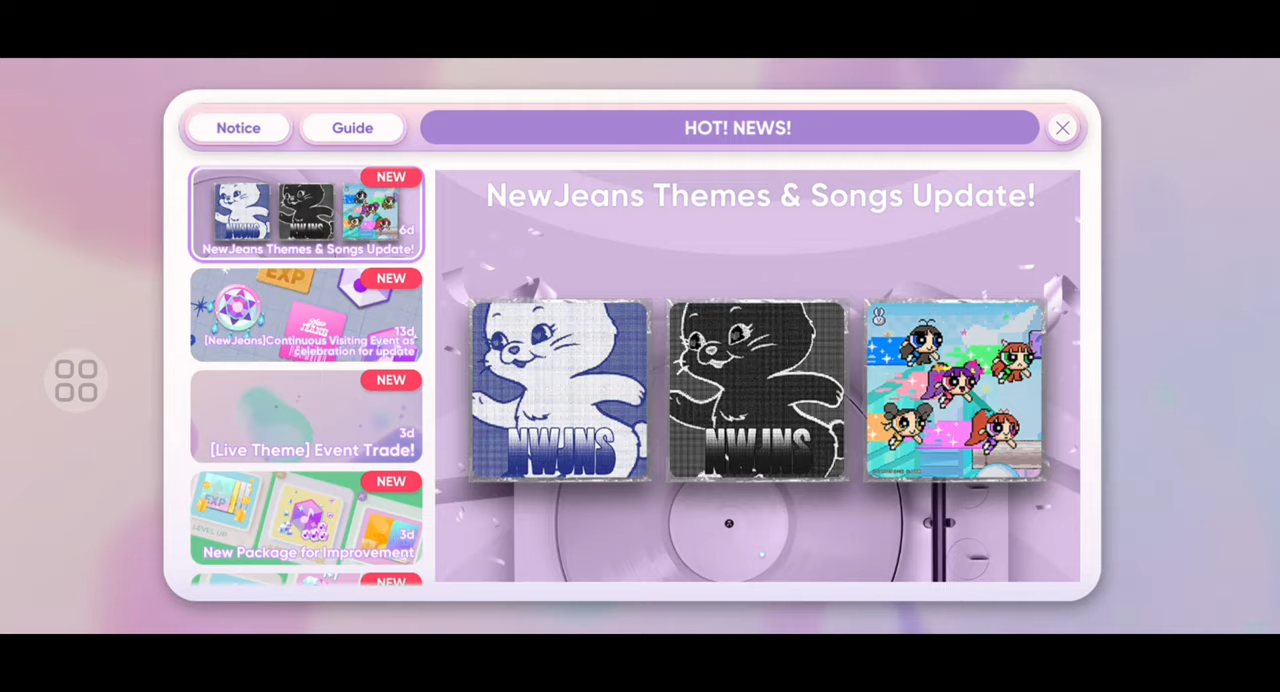 Notice
Guide
HOT! NEWS!
NEW
NWJNS
NWJNS
6d
NewJeans Themes & Songs Update!
NEW
EXP
13d
[NewJeans]Continuous Visiting Event as
celebration for update
NEW
3d
[Live Theme] Event Trade!
NEW
EXP
LEVEL UP
3d
New Package for Improvement
NEW
NewJeans Themes & Songs Update!
NWJNS
NWJNS